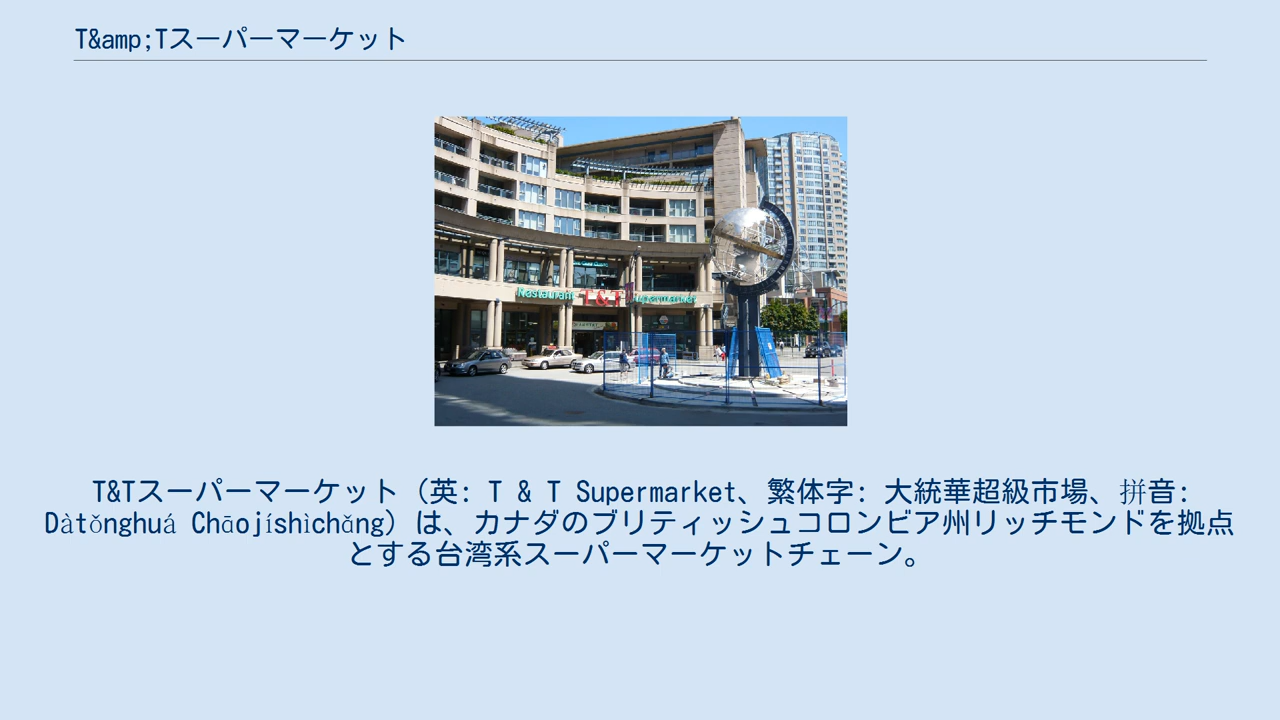 T&amp;Tスーパーマーケット
Restaurant T&T Supermarket
T&Tスーパーマーケット（英: T & T Supermarket、繁体字: 大統華超級市場、拼音:
Dàtǒnghuá Chāojíshìchǎng）は、カナダのブリティッシュコロンビア州リッチモンドを拠点
とする台湾系スーパーマーケットチェーン。